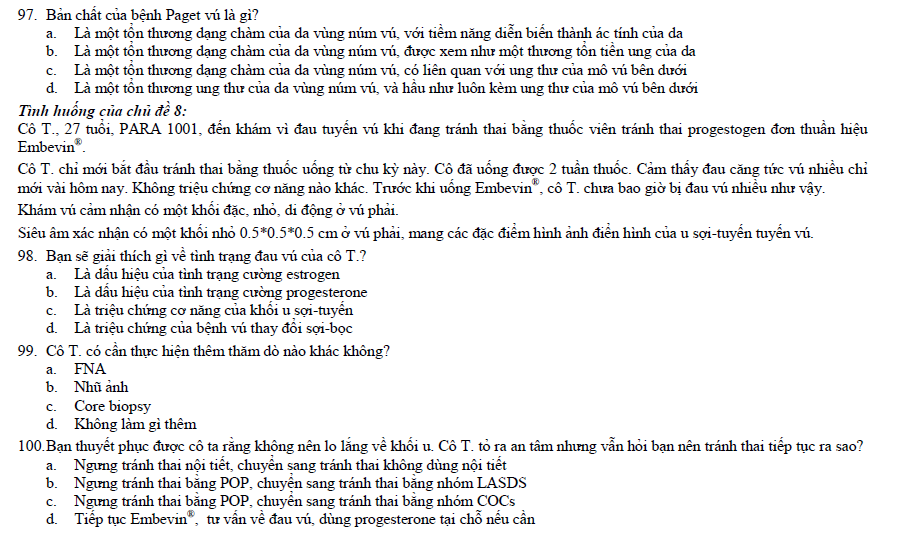 97. Bản chất của bệnh Paget vú là gì?
a. Là một tổn thương dạng chàm của da vùng núm vú, với tiềm năng diễn biến thành ác tính của da
b. Là một tổn thương dạng chàm của da vùng núm vú, được xem như một thương tổn tiền ung của da
c. Là một tổn thương dạng chàm của da vùng núm vú, có liên quan với ung thư của mô vú bên dưới
d. Là một tổn thương ung thư của da vùng núm vú, và hầu như luôn kèm ung thư của mô vú bên dưới
Tình huống của chủ đề 8:
Cô T., 27 tuổi, PARA 1001, đến khám vì đau tuyến vú khi đang tránh thai bằng thuốc viên tránh thai progestogen đơn thuần hiệu
Embevin®.
Cô T. chỉ mới bắt đầu tránh thai bằng thuốc uống từ chu kỳ này. Cô đã uống được 2 tuần thuốc. Cảm thấy đau căng tức vú nhiều chỉ
mới vài hôm nay. Không triệu chứng cơ năng nào khác. Trước khi uống Embevin®, cô T. chưa bao giờ bị đau vú nhiều như vậy.
Khám vú cảm nhận có một khối đặc, nhỏ, di động ở vú phải.
Siêu âm xác nhận có một khối nhỏ 0.5*0.5*0.5 cm ở vú phải, mang các đặc điểm hình ảnh điển hình của u sợi-tuyến tuyến vú.
98. Bạn sẽ giải thích gì về tình trạng đau vú của cô T.?
a. Là dấu hiệu của tình trạng cường estrogen
b. Là dấu hiệu của tình trạng cường progesterone
c. Là triệu chứng cơ năng của khối u sợi-tuyến
d. Là triệu chứng của bệnh vú thay đổi sợi-bọc
99. Cô T. có cần thực hiện thêm thăm dò nào khác không?
a. FNA
b. Nhũ ảnh
c. Core biopsy
d. Không làm gì thêm
100.Bạn thuyết phục được cô ta rằng không nên lo lắng về khối u. Cô T. tỏ ra an tâm nhưng vẫn hỏi bạn nên tránh thai tiếp tục ra sao?
a. Ngưng tránh thai nội tiết, chuyển sang tránh thai không dùng nội tiết
b. Ngưng tránh thai bằng POP, chuyển sang tránh thai bằng nhóm LASDS
c. Ngưng tránh thai bằng POP, chuyển sang tránh thai bằng nhóm COCs
d. Tiếp tục Embevin®, tư vấn về đau vú, dùng progesterone tại chỗ nếu cần